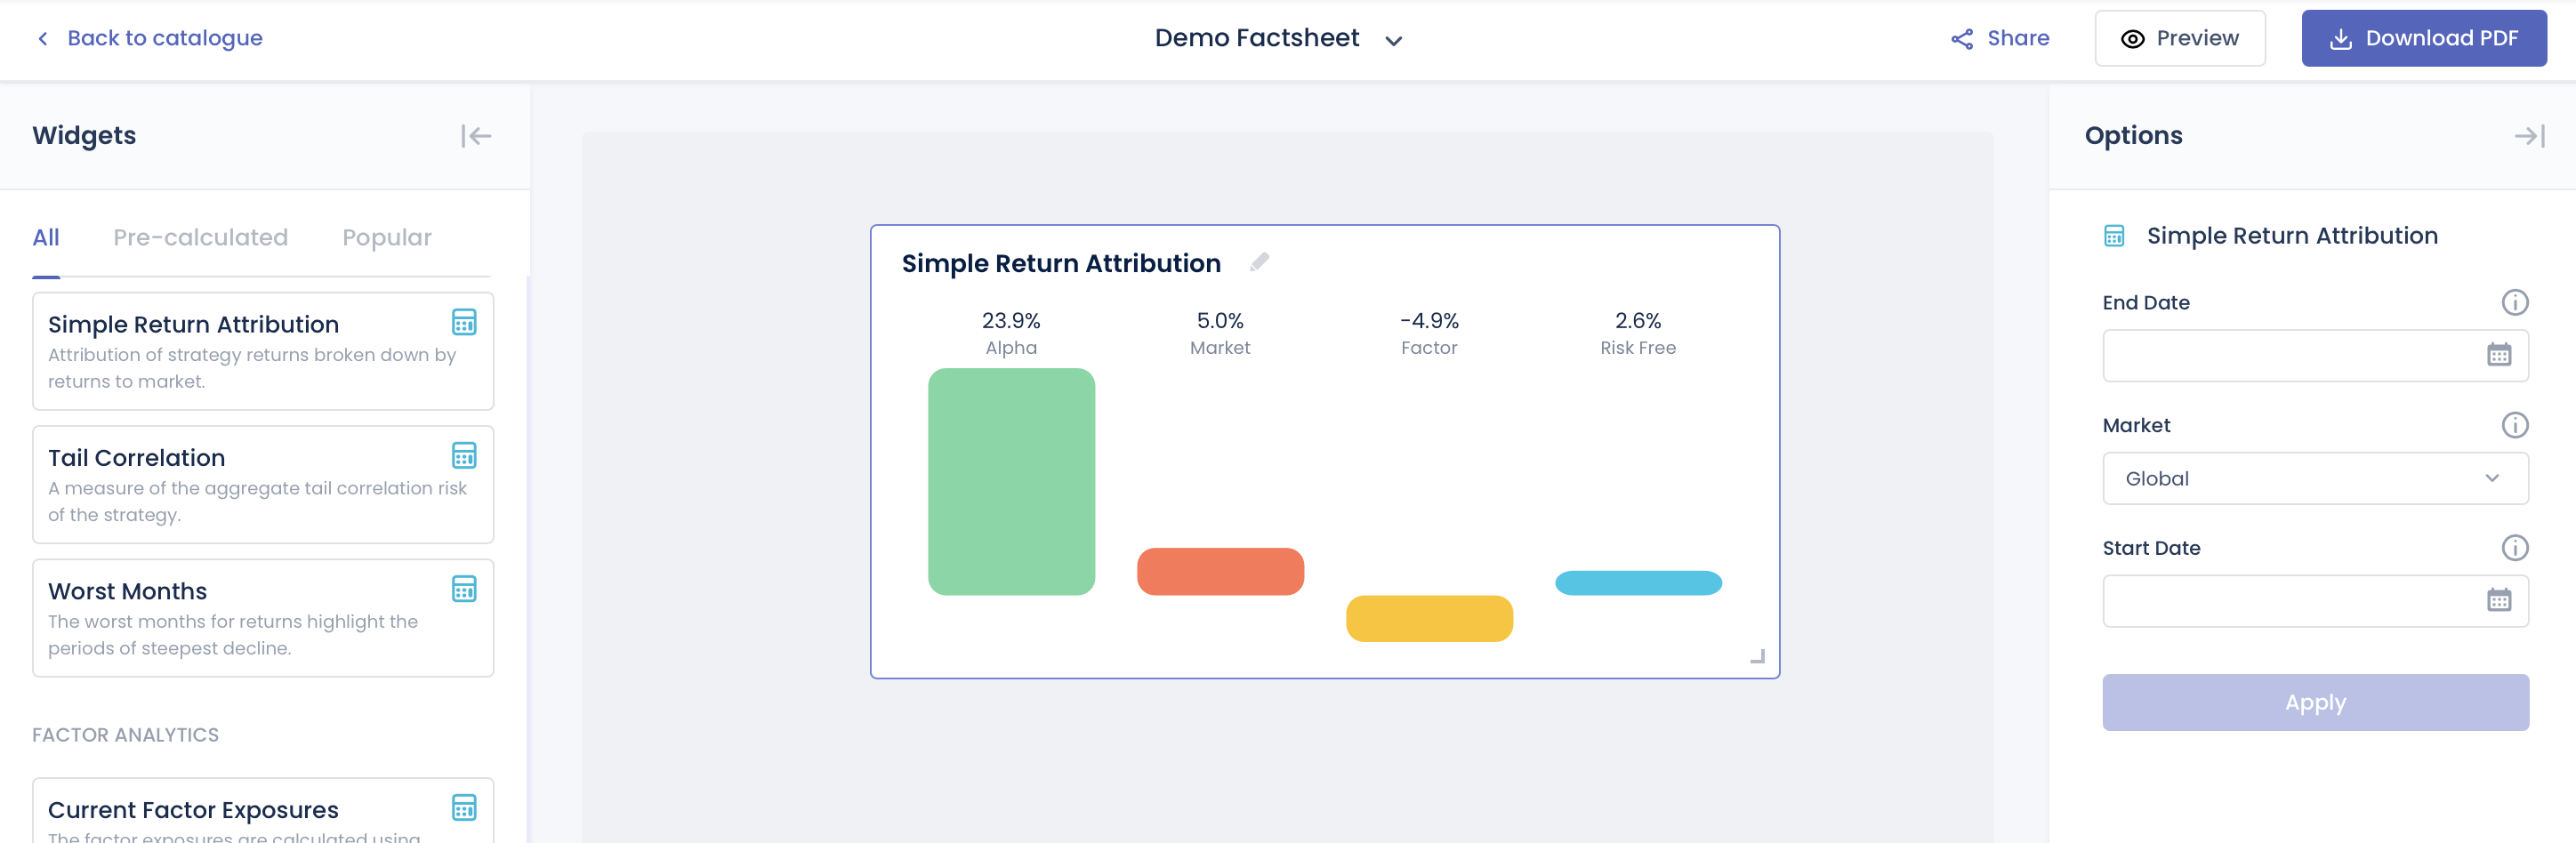 Back to catalogue
Demo Factsheet
Share
Preview
Download PDF
Widgets
All
Pre-calculated
Popular
Simple Return Attribution
Attribution of strategy returns broken down by
returns to market.
Tail Correlation
A measure of the aggregate tail correlation risk
of the strategy.
Worst Months
The worst months for returns highlight the
periods of steepest decline.
FACTOR ANALYTICS
Current Factor Exposures
The factor exposures are calculated using
Simple Return Attribution
23.9%
Alpha
5.0%
Market
-4.9%
Factor
2.6%
Risk Free
Options
Simple Return Attribution
End Date
Market
Global
Start Date
Apply